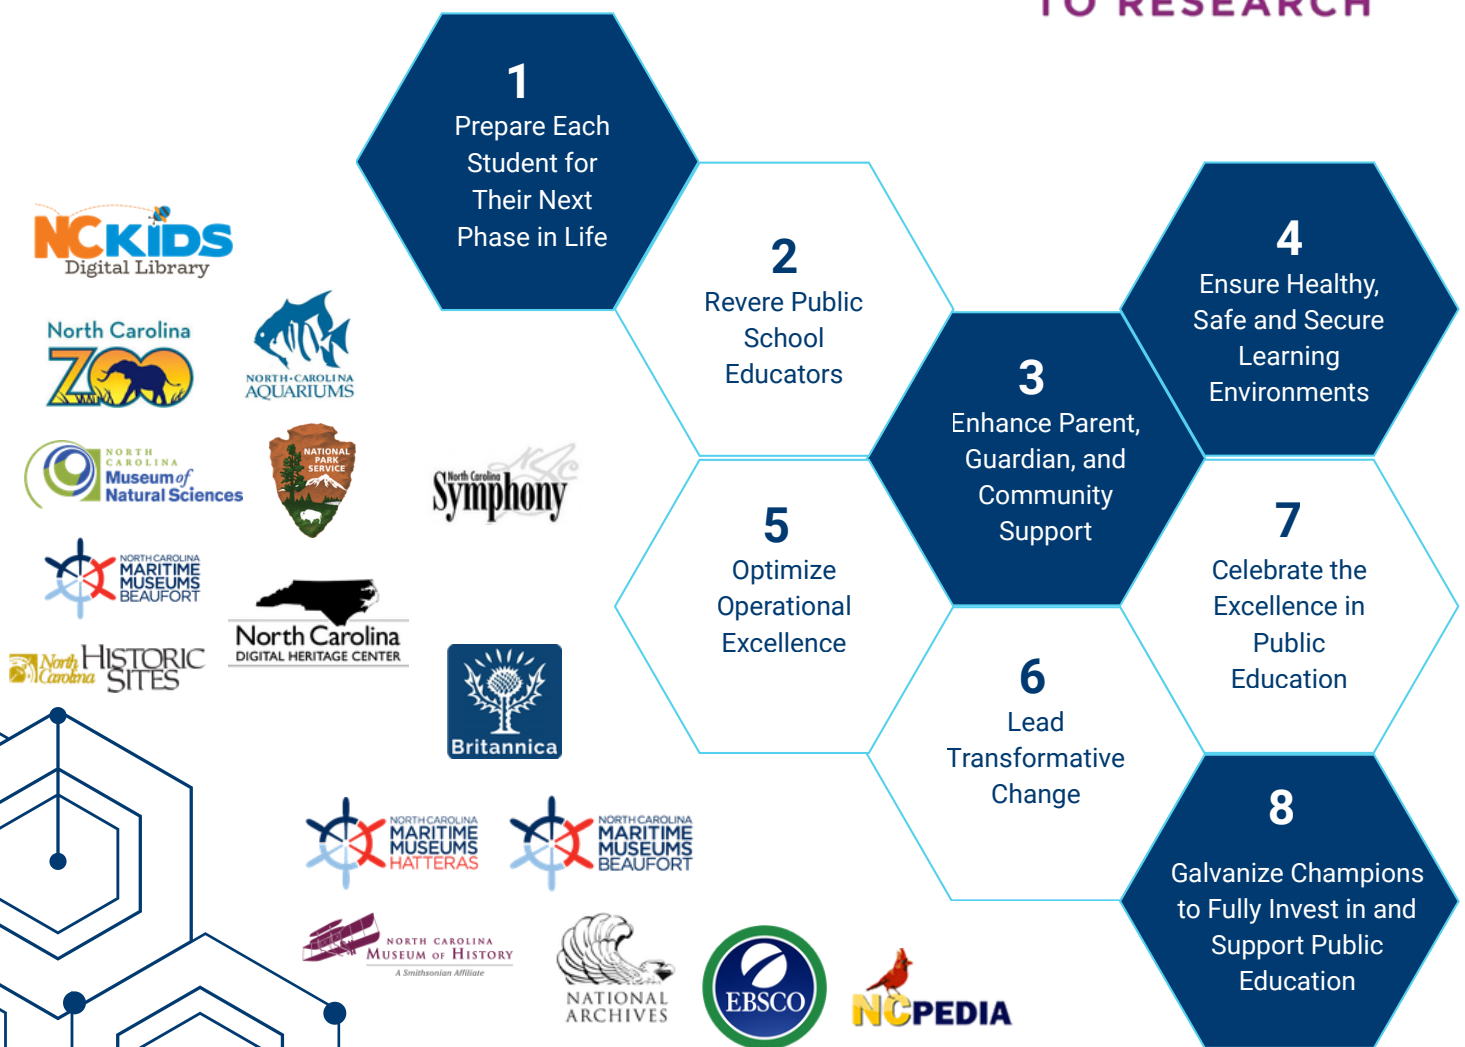 TO RESEARCH
1
Prepare Each
Student for
Their Next
Phase in Life
2
Revere Public
School
Educators
3
Enhance Parent,
Guardian, and
Community
Support
4
Ensure Healthy,
Safe and Secure
Learning
Environments
5
Optimize
Operational
Excellence
6
Lead
Transformative
Change
7
Celebrate the
Excellence in
Public
Education
8
Galvanize Champions
to Fully Invest in and
Support Public
Education
NCKiDS
Digital Library
North Carolina
ZOO
NORTH•CAROLINA
AQUARIUMS
NORTH
CAROLINA
Museum of
Natural Sciences
NATIONAL
PARK
SERVICE
North Carolina
Symphony
NORTH CAROLINA
MARITIME
MUSEUMS
BEAUFORT
North Carolina
DIGITAL HERITAGE CENTER
North
Carolina
HISTORIC
SITES
Britannica
NORTH CAROLINA
MARITIME
MUSEUMS
HATTERAS
NORTH CAROLINA
MARITIME
MUSEUMS
BEAUFORT
NORTH CAROLINA
MUSEUM OF HISTORY
A Smithsonian Affiliate
NATIONAL
ARCHIVES
EBSCO
NCPEDIA